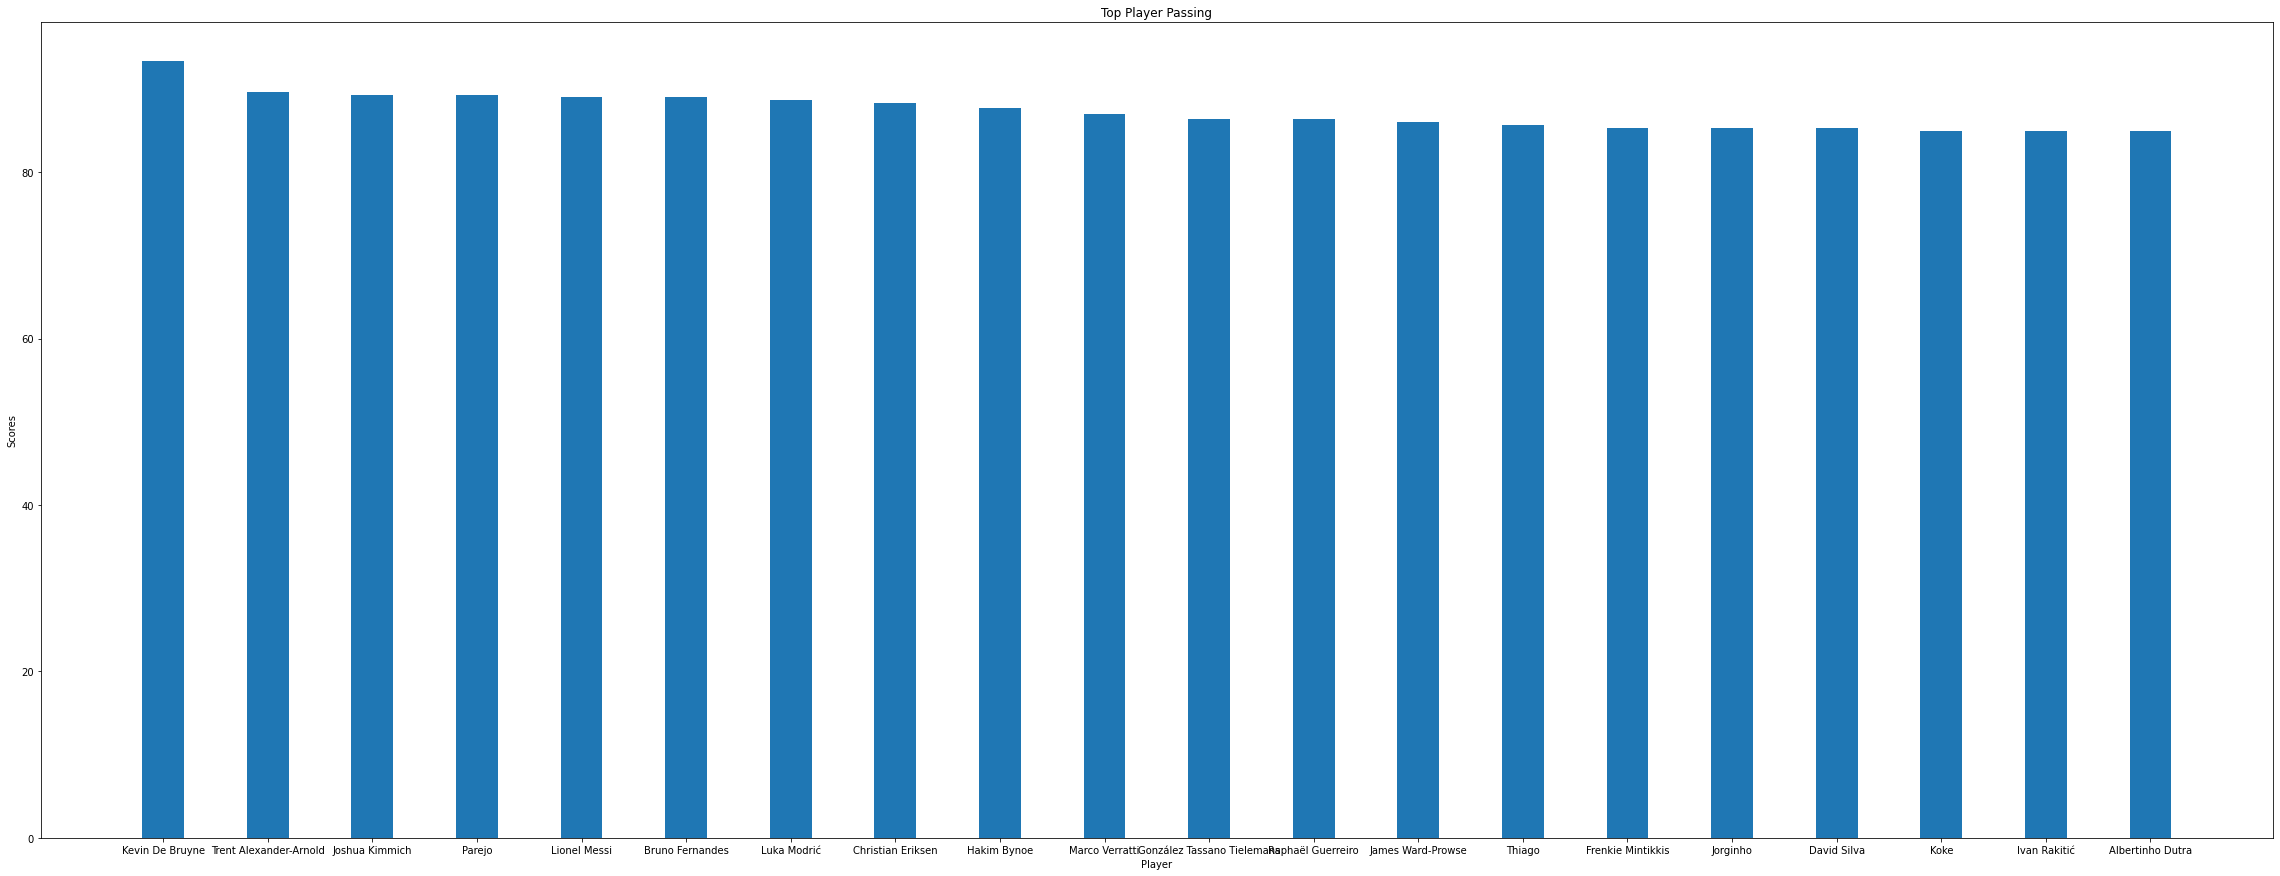 Top Player Passing
Scores
80
60
40
20
0
Kevin De Bruyne Trent Alexander-Arnold Joshua Kimmich Parejo Lionel Messi Bruno Fernandes Luka Modrić Christian Eriksen Hakim Bynoe Marco Verratti González Tassano Tielemans Raphaël Guerreiro James Ward-Prowse Thiago Frenkie Mintikkis Jorginho David Silva Koke Ivan Rakitić Albertinho Dutra
Player